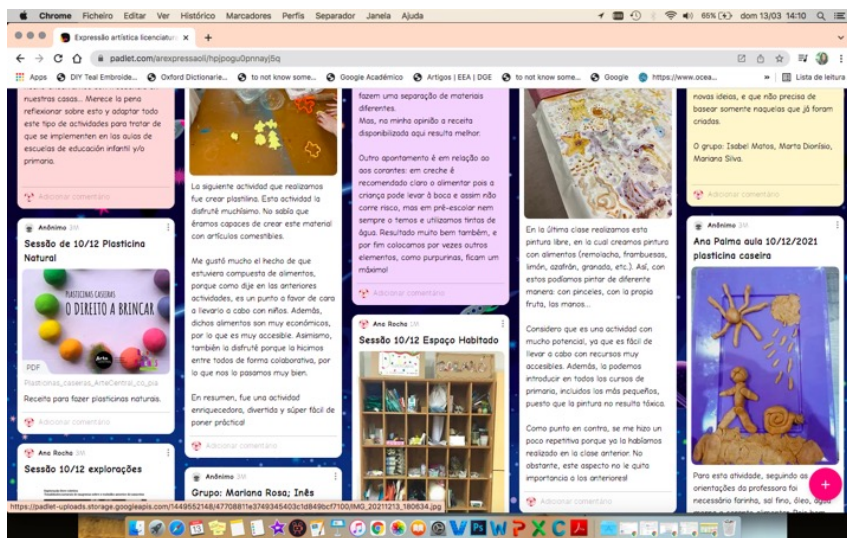 Chrome Ficheiro Editar Ver Histórico Marcadores Perfis Separador Janela Ajuda
65% dom 13/03 14:10
Expressão artística licenciatura
padlet.com/arexpressaoli/hpjpogu0pnnayj5q
Apps DIY Teal Embroide... Oxford Dictionarie... to not know some... Google Académico Artigos | EEA | DGE to not know some... Google https://www.ocea... Lista de leitura
nuestras casas... Merece la pena
reflexionar sobre esto y adaptar todo
este tipo de actividades para tratar de
que se implementen en las aulas de
escuelas de educación infantil y/o
primaria.
Adicionar comentário
Anônimo 3M
Sessão de 10/12 Plasticina
Natural
PLASTICINAS CASEIRAS
O DIREITO A BRINCAR
PDF
Plasticinas_caseiras_ArteCentral_co_pia
Receita para fazer plasticinas naturais.
Adicionar comentário
Ana Rocha 3M
Sessão 10/12 explorações
La siguiente actividad que realizamos
fue crear plastilina. Esta actividad la
disfruté muchísimo. No sabía que
éramos capaces de crear este material
con artículos comestibles.
Me gustó mucho el hecho de que
estuviera compuesta de alimentos,
porque como dije en las anteriores
actividades, es un punto a favor de cara
a llevarlo a cabo con niños. Además,
dichos alimentos son muy económicos,
por lo que es muy accesible. Asimismo,
también la disfruté porque la hicimos
entre todos de forma colaborativa, por
lo que nos lo pasamos muy bien.
En resumen, fue una actividad
enriquecedora, divertida y súper fácil de
poner práctica!
Adicionar comentário
Anônimo 3M
Grupo: Mariana Rosa; Inês
fazem uma separação de materiais
diferentes.
Mas, na minha opinião a receita
disponibilizada aqui resulta melhor.
Outro apontamento é em relação ao
aos corantes: em creche é
recomendado claro o alimentar pois a
criança pode levar à boca e assim não
corre risco, mas em pré-escolar nem
sempre o temos e utilizamos tintas de
água. Resultado muito bem também, e
por fim colocamos por vezes outros
elementos, como purpurinas, ficam um
máximo!
Adicionar comentário
Ana Rocha 3M
Sessão 10/12 Espaço Habitado
En la última clase realizamos esta
pintura libre, en la cual creamos pintura
con alimentos (remolacha, frambuesas,
limón, azafrán, granada, etc.). Así, con
estos podíamos pintar de diferente
manera: con pinceles, con la propia
fruta, las manos...
Considero que es una actividad con
mucho potencial, ya que es fácil de
llevar a cabo con recursos muy
accesibles. Además, la podemos
introducir en todos los cursos de
primaria, incluidos los más pequeños,
puesto que la pintura no resulta tóxica.
Como punto en contra, se me hizo un
poco repetitiva porque ya la habíamos
realizado en la clase anterior. No
obstante, este aspecto no le quita
importancia a los anteriores!
Adicionar comentário
novas ideias, e que não precisa de
basear somente naquelas que já foram
criadas.
O grupo: Isabel Matos, Marta Dionísio,
Mariana Silva.
Adicionar comentário
Anônimo 3M
Ana Palma aula 10/12/2021
plasticina caseira
Para esta atividade, seguindo as
orientações da professora foi
necessário farinha, sal fino, óleo, água
https://padlet-uploads.storage.googleapis.com/1449552148/47708811e3749345403c1d849bcf7100/IMG_20211213_180634.jpg